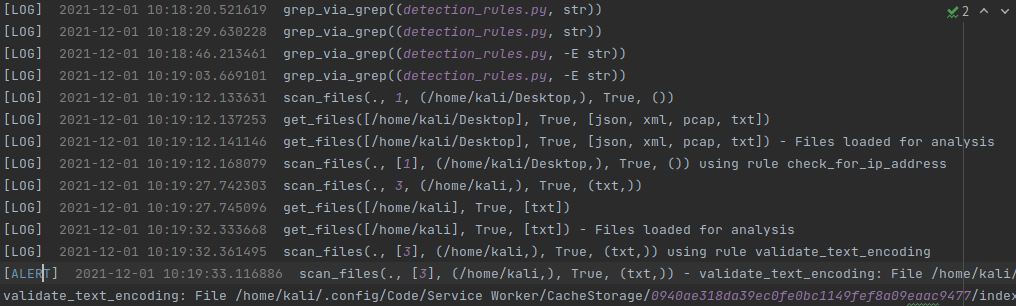 [LOG] 2021-12-01 10:18:20.521619 grep_via_grep((detection_rules.py, str))
2
[LOG] 2021-12-01 10:18:29.630228 grep_via_grep((detection_rules.py, str))
[LOG] 2021-12-01 10:18:46.213461 grep_via_grep((detection_rules.py, -E str))
[LOG] 2021-12-01 10:19:03.669101 grep_via_grep((detection_rules.py, -E str))
[LOG] 2021-12-01 10:19:12.133631 scan_files(., 1, (/home/kali/Desktop,), True, ())
[LOG] 2021-12-01 10:19:12.137253 get_files([/home/kali/Desktop], True, [json, xml, pcap, txt])
[LOG] 2021-12-01 10:19:12.141146 get_files([/home/kali/Desktop], True, [json, xml, pcap, txt]) - Files loaded for analysis
[LOG] 2021-12-01 10:19:12.168079 scan_files(., [1], (/home/kali/Desktop,), True, ()) using rule check_for_ip_address
[LOG] 2021-12-01 10:19:27.742303 scan_files(., 3, (/home/kali,), True, (txt,))
[LOG] 2021-12-01 10:19:27.745096 get_files([/home/kali], True, [txt])
[LOG] 2021-12-01 10:19:32.333668 get_files([/home/kali], True, [txt]) - Files loaded for analysis
[LOG] 2021-12-01 10:19:32.361495 scan_files(., [3], (/home/kali,), True, (txt,)) using rule validate_text_encoding
[ALERT] 2021-12-01 10:19:33.116886 scan_files(., [3], (/home/kali,), True, (txt,)) - validate_text_encoding: File /home/kali/
validate_text_encoding: File /home/kali/.config/Code/Service Worker/CacheStorage/0940ae318da39ec0fe0bc1149fef8a09eaac9477/index